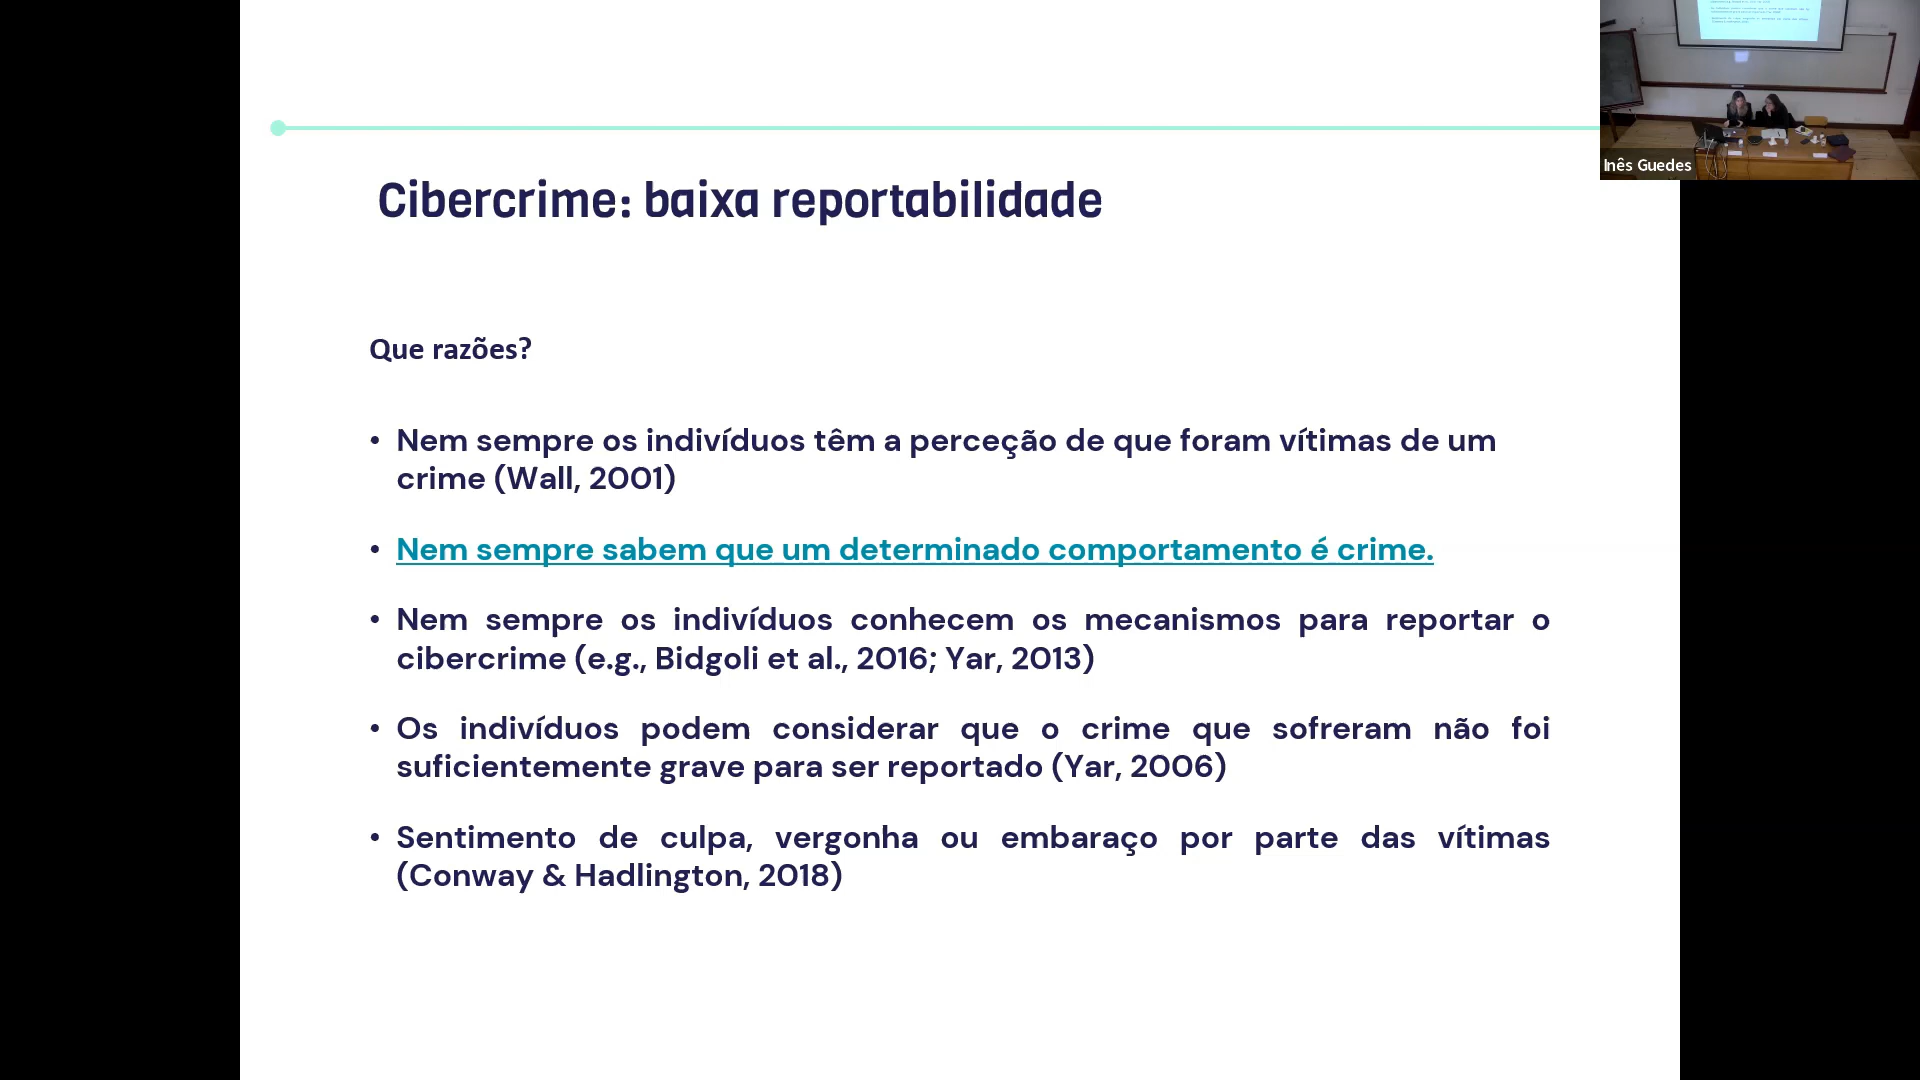 Cibercrime: baixa reportabilidade
Inês Guedes
Que razões?
• Nem sempre os indivíduos têm a perceção de que foram vítimas de um
crime (Wall, 2001)
• Nem sempre sabem que um determinado comportamento é crime.
• Nem sempre os indivíduos conhecem os mecanismos para reportar o
cibercrime (e.g., Bidgoli et al., 2016; Yar, 2013)
• Os indivíduos podem considerar que o crime que sofreram não foi
suficientemente grave para ser reportado (Yar, 2006)
• Sentimento de culpa, vergonha ou embaraço por parte das vítimas
(Conway & Hadlington, 2018)